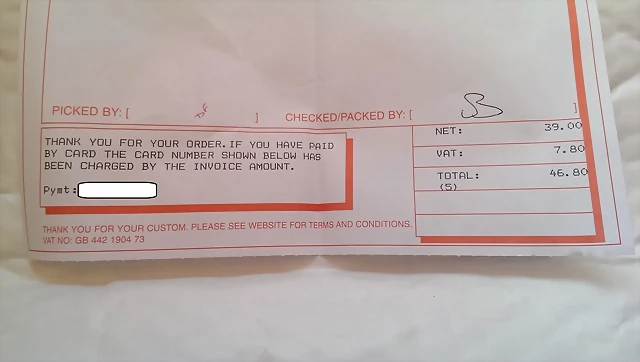 PICKED BY: [ ] CHECKED/PACKED BY: [ ]
THANK YOU FOR YOUR ORDER. IF YOU HAVE PAID
BY CARD THE CARD NUMBER SHOWN BELOW HAS
BEEN CHARGED BY THE INVOICE AMOUNT.
Pymt:
NET: 39.00
VAT: 7.80
TOTAL: 46.80
(5)
THANK YOU FOR YOUR CUSTOM. PLEASE SEE WEBSITE FOR TERMS AND CONDITIONS.
VAT NO: GB 442 1904 73